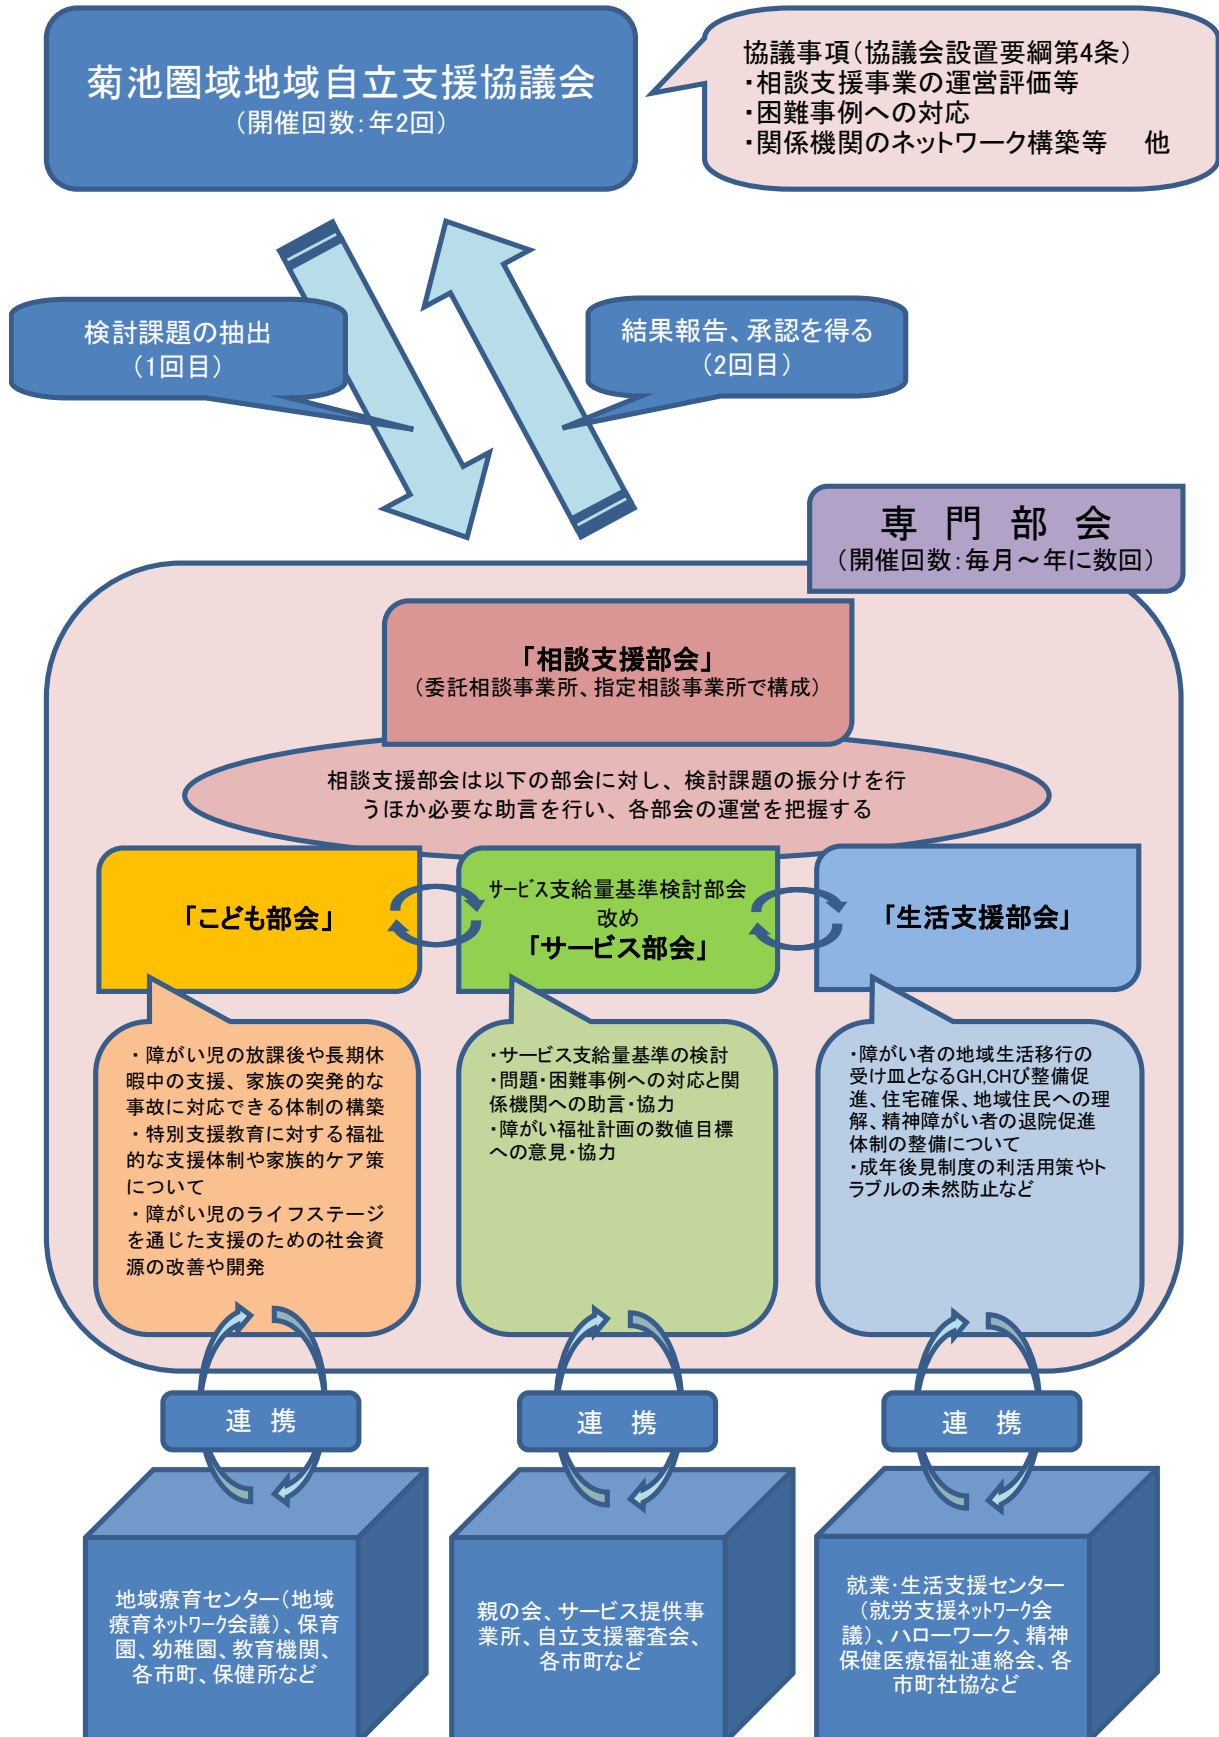 菊池圏域地域自立支援協議会
（開催回数：年2回）
協議事項（協議会設置要綱第4条）
・相談支援事業の運営評価等
・困難事例への対応
・関係機関のネットワーク構築等　他
検討課題の抽出
（1回目）
結果報告、承認を得る
（2回目）
専 門 部 会
（開催回数：毎月～年に数回）
「相談支援部会」
（委託相談事業所、指定相談事業所で構成）
相談支援部会は以下の部会に対し、検討課題の振分けを行
うほか必要な助言を行い、各部会の運営を把握する
「こども部会」
サービス支給量基準検討部会
改め
「サービス部会」
「生活支援部会」
・障がい児の放課後や長期休
暇中の支援、家族の突発的な
事故に対応できる体制の構築
・特別支援教育に対する福祉
的な支援体制や家族的ケア策
について
・障がい児のライフステージ
を通じた支援のための社会資
源の改善や開発
・サービス支給量基準の検討
・問題・困難事例への対応と関
係機関への助言・協力
・障がい福祉計画の数値目標
への意見・協力
・障がい者の地域生活移行の
受け皿となるGH,CHび整備促
進、住宅確保、地域住民への理
解、精神障がい者の退院促進
体制の整備について
・成年後見制度の利活用策やト
ラブルの未然防止など
連 携
連 携
連 携
地域療育センター（地域
療育ネットワーク会議）、保育
園、幼稚園、教育機関、
各市町、保健所など
親の会、サービス提供事
業所、自立支援審査会、
各市町など
就業・生活支援センター
（就労支援ネットワーク会
議）、ハローワーク、精神
保健医療福祉連絡会、各
市町社協など